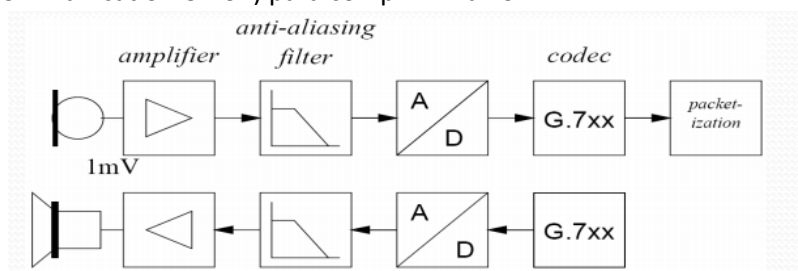 anti-aliasing
amplifier filter codec
A
D
G.7xx
packet-
ization
1mV
A
D
G.7xx